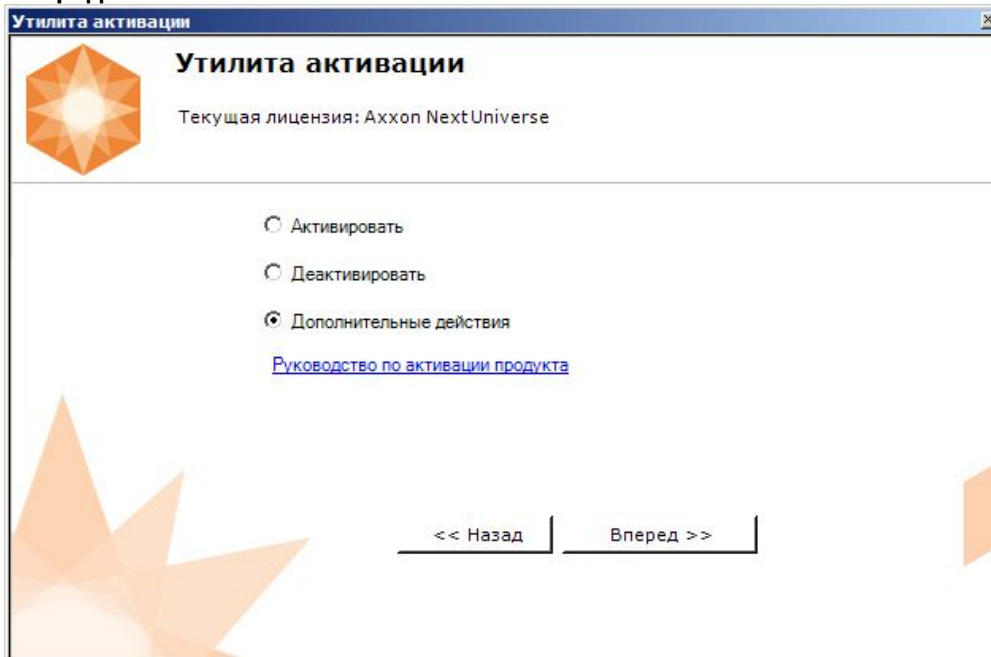 Утилита активации
Утилита активации
Текущая лицензия: Axxon Next Universe
Активировать
Деактивировать
Дополнительные действия
Руководство по активации продукта
<< Назад
Вперед >>